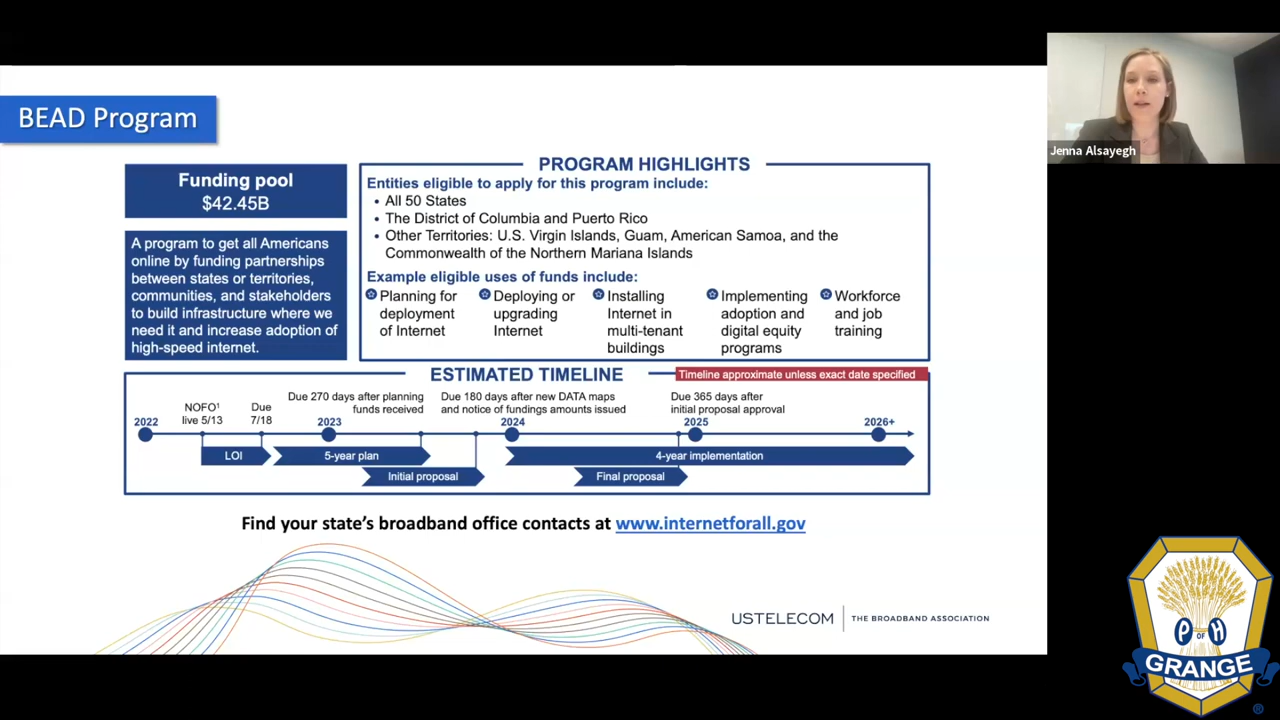 BEAD Program
Jenna Alsayegh
Funding pool
$42.45B
A program to get all Americans
online by funding partnerships
between states or territories,
communities, and stakeholders
to build infrastructure where we
need it and increase adoption of
high-speed internet.
PROGRAM HIGHLIGHTS
Entities eligible to apply for this program include:
• All 50 States
• The District of Columbia and Puerto Rico
• Other Territories: U.S. Virgin Islands, Guam, American Samoa, and the
Commonwealth of the Northern Mariana Islands
Example eligible uses of funds include:
Planning for
deployment
of Internet
Deploying or
upgrading
Internet
Installing
Internet in
multi-tenant
buildings
Implementing
adoption and
digital equity
programs
Workforce
and job
training
ESTIMATED TIMELINE
Timeline approximate unless exact date specified
2022
NOFO¹
live 5/13
Due
7/18
Due 270 days after planning
funds received
2023
Due 180 days after new DATA maps
and notice of fundings amounts issued
2024
Due 365 days after
initial proposal approval
2025
2026+
LOI
5-year plan
4-year implementation
Initial proposal
Final proposal
Find your state's broadband office contacts at www.internetforall.gov
USTELECOM | THE BROADBAND ASSOCIATION
P OF H
GRANGE
®